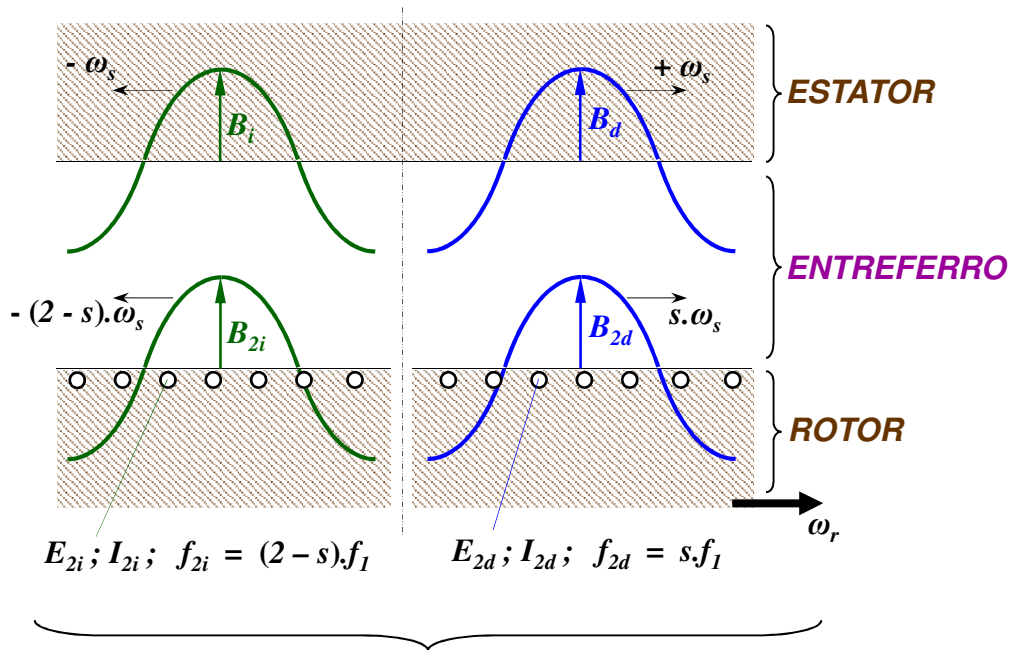 - ωs
+ ωs
ESTATOR
Bi
Bd
ENTREFERRO
- (2 - s).ωs
s.ωs
B2i
B2d
ROTOR
ωr
E2i ; I2i ; f2i = (2 – s).f1
E2d ; I2d ; f2d = s.f1